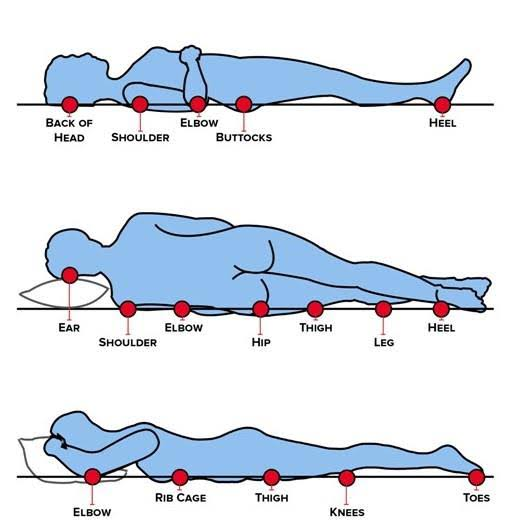 BACK OF
HEAD
SHOULDER
ELBOW
BUTTOCKS
HEEL
EAR
SHOULDER
ELBOW
HIP
THIGH
LEG
HEEL
ELBOW
RIB CAGE
THIGH
KNEES
TOES